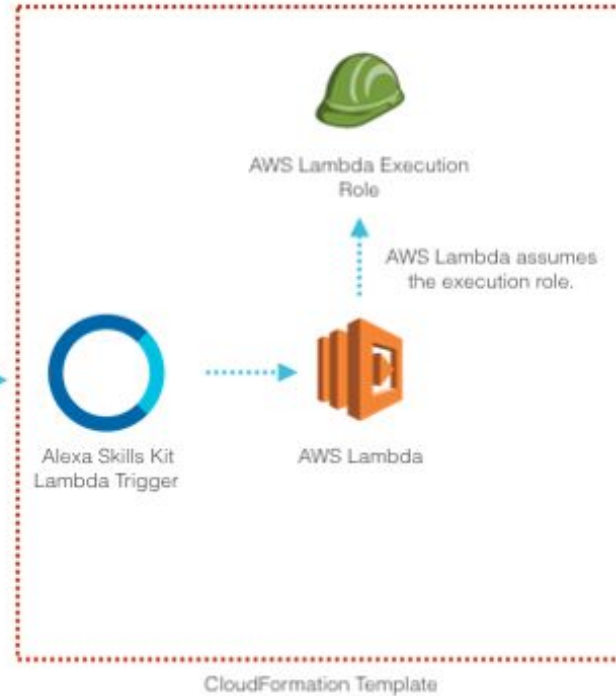 AWS Lambda Execution
Role
AWS Lambda assumes
the execution role.
Alexa Skills Kit
Lambda Trigger
AWS Lambda
CloudFormation Template